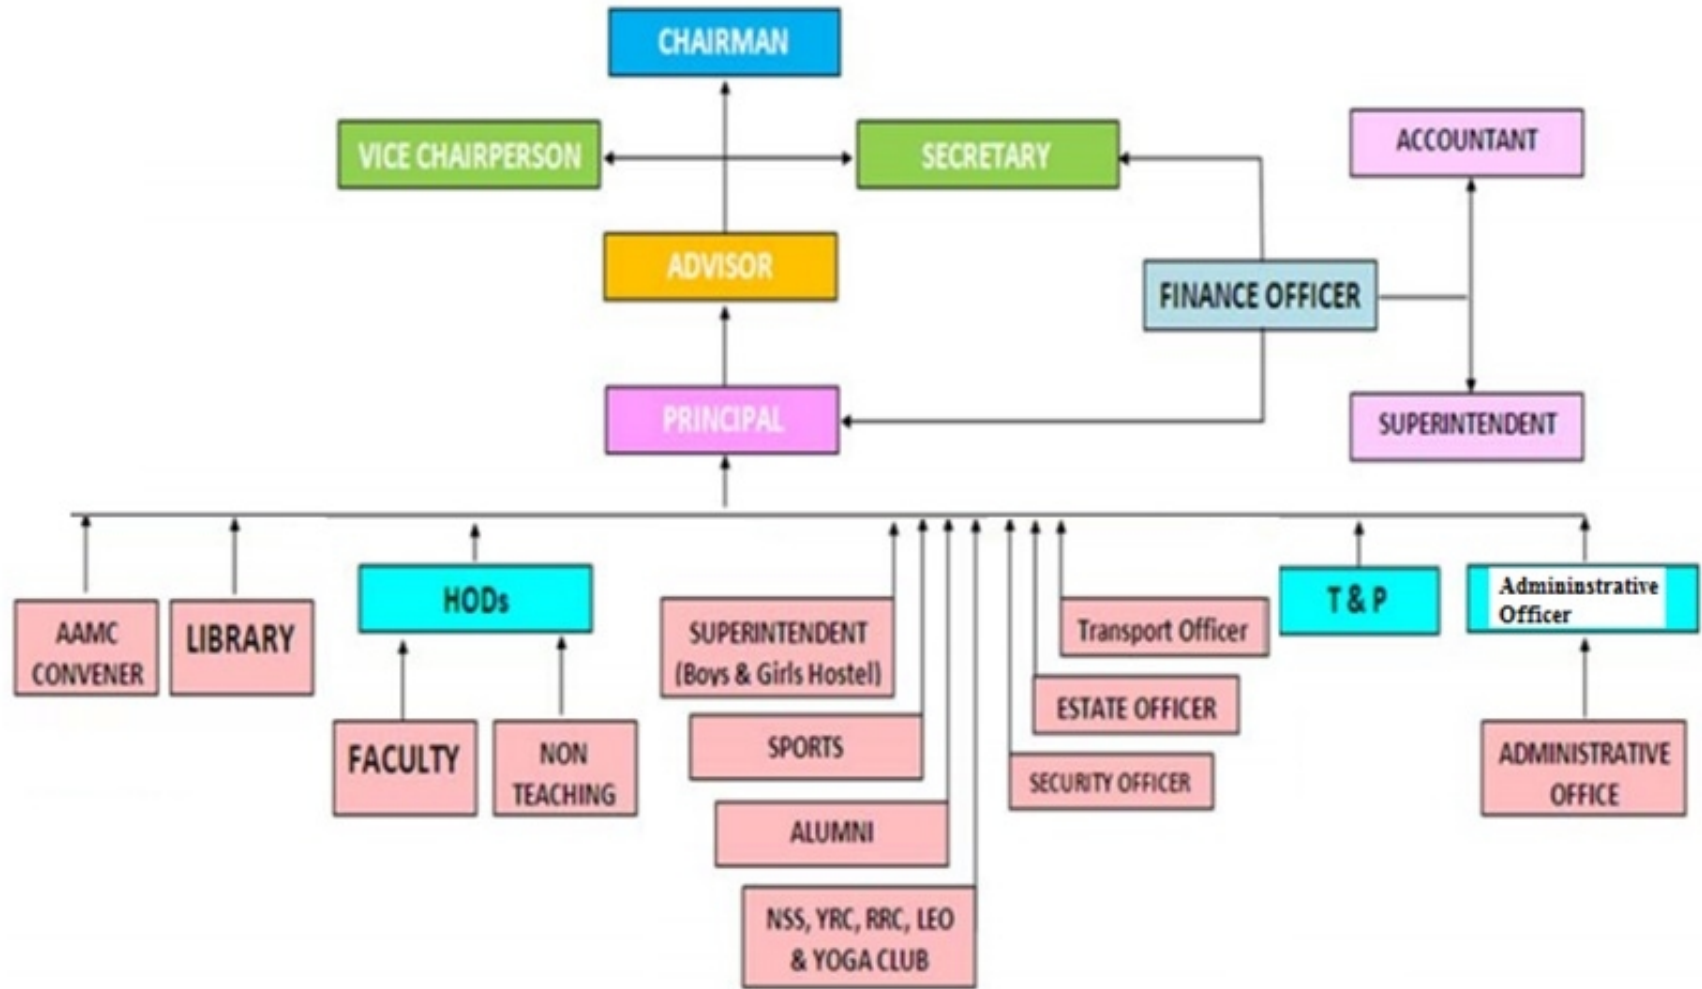 CHAIRMAN
VICE CHAIRPERSON
SECRETARY
ACCOUNTANT
ADVISOR
FINANCE OFFICER
PRINCIPAL
SUPERINTENDENT
AAMC
CONVENER
LIBRARY
HODs
FACULTY
NON
TEACHING
SUPERINTENDENT
(Boys & Girls Hostel)
SPORTS
ALUMNI
NSS, YRC, RRC, LEO
& YOGA CLUB
Transport Officer
ESTATE OFFICER
SECURITY OFFICER
T & P
Admininstrative
Officer
ADMINISTRATIVE
OFFICE